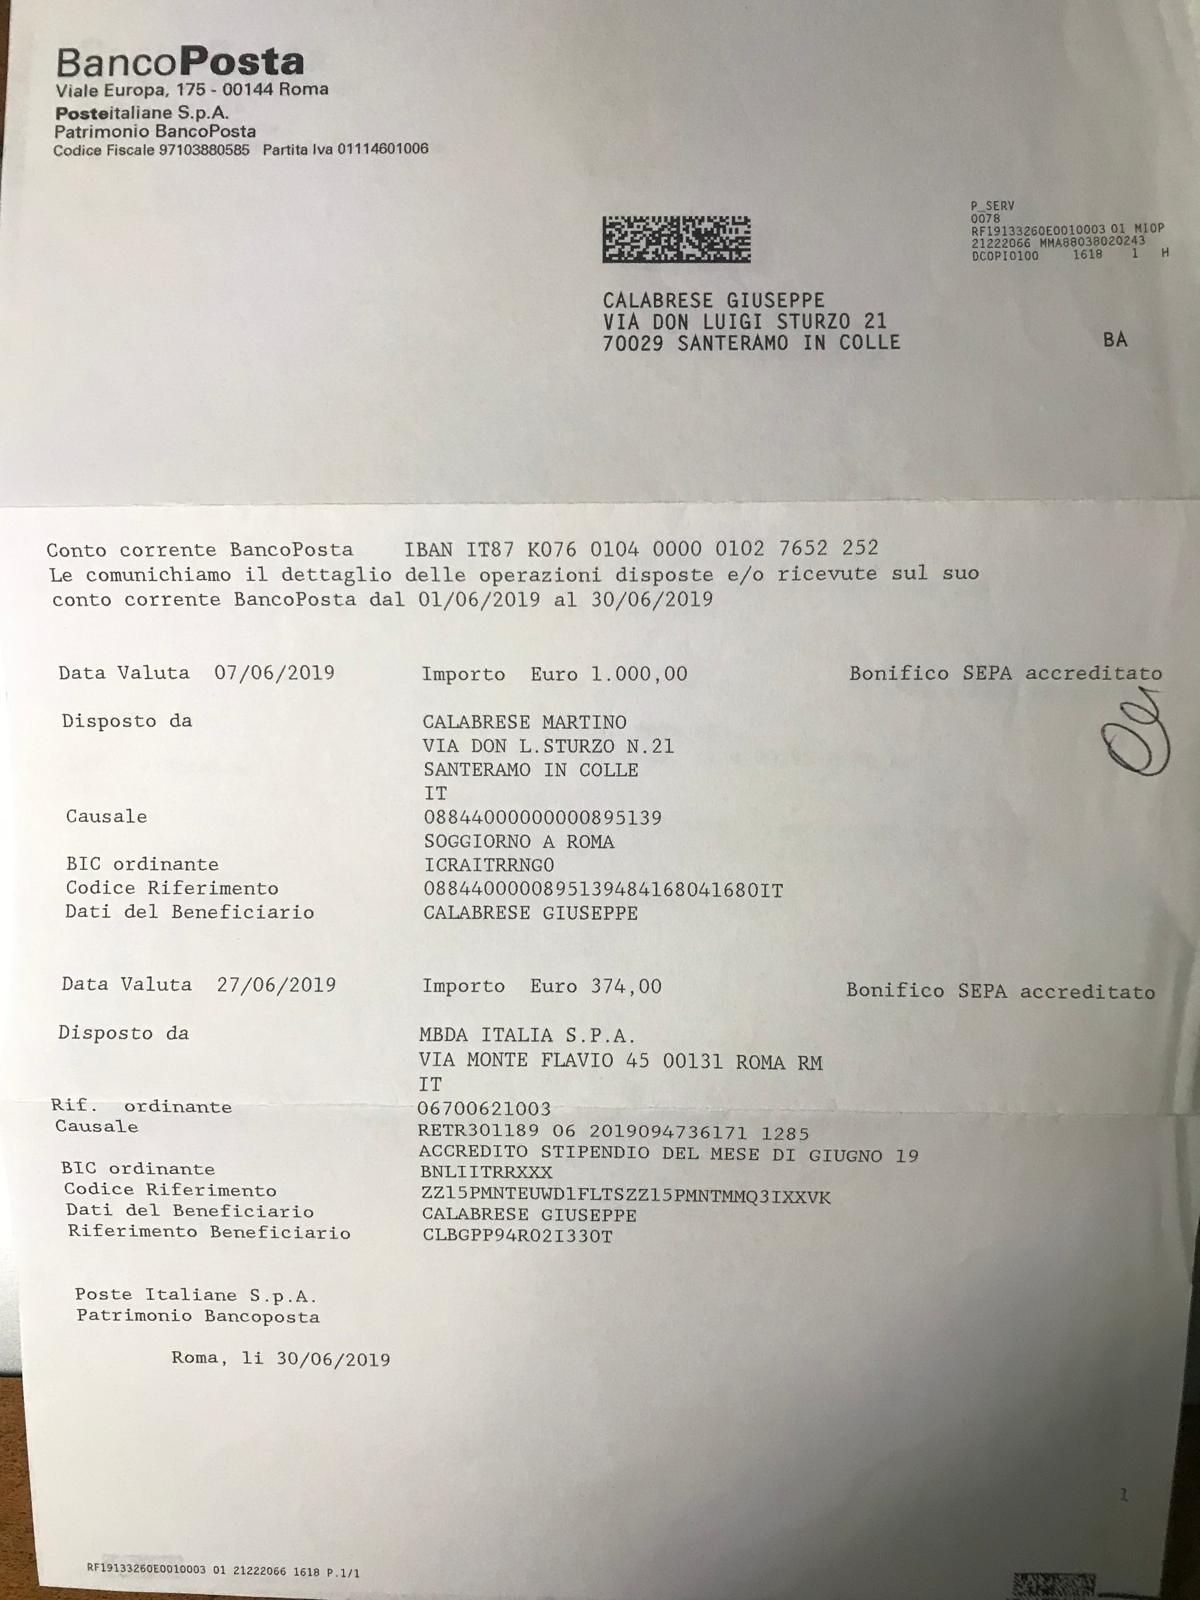 BancoPosta
Viale Europa, 175 - 00144 Roma
Posteitaliane S.p.A.
Patrimonio BancoPosta
Codice Fiscale 97103880585 Partita Iva 01114601006
P_SERV
0078
RF19133260E0010003 01 MIOP
21222066 MMA88038020243
DCOPI0100 1618 1 H
CALABRESE GIUSEPPE
VIA DON LUIGI STURZO 21
70029 SANTERAMO IN COLLE BA
Conto corrente BancoPosta IBAN IT87 K076 0104 0000 0102 7652 252
Le comunichiamo il dettaglio delle operazioni disposte e/o ricevute sul suo
conto corrente BancoPosta dal 01/06/2019 al 30/06/2019
Data Valuta 07/06/2019 Importo Euro 1.000,00 Bonifico SEPA accreditato
Disposto da CALABRESE MARTINO
VIA DON L.STURZO N.21
SANTERAMO IN COLLE
IT
Causale 08844000000000895139
SOGGIORNO A ROMA
BIC ordinante ICRAITRRNG0
Codice Riferimento 0884400000895139484168041680IT
Dati del Beneficiario CALABRESE GIUSEPPE
Data Valuta 27/06/2019 Importo Euro 374,00 Bonifico SEPA accreditato
Disposto da MBDA ITALIA S.P.A.
VIA MONTE FLAVIO 45 00131 ROMA RM
IT
Rif. ordinante 06700621003
Causale RETR301189 06 2019094736171 1285
ACCREDITO STIPENDIO DEL MESE DI GIUGNO 19
BIC ordinante BNLIITRRXXX
Codice Riferimento ZZ15PMNTEUWD1FLTSZZ15PMNTMMQ3IXXVK
Dati del Beneficiario CALABRESE GIUSEPPE
Riferimento Beneficiario CLBGPP94R02I330T
Poste Italiane S.p.A.
Patrimonio Bancoposta
Roma, li 30/06/2019
1
RF19133260E0010003 01 21222066 1618 P.1/1